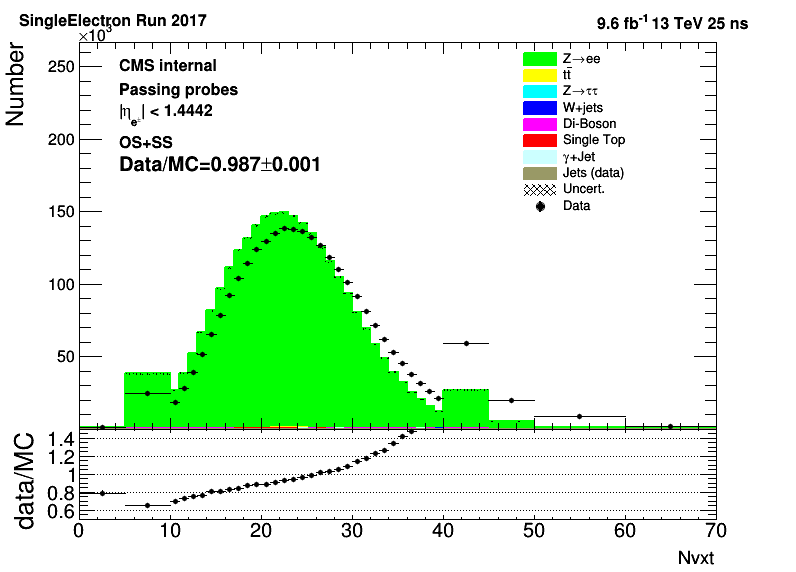 SingleElectron Run 2017
9.6 fb⁻¹ 13 TeV 25 ns
×10³
Number
250
200
150
100
50
CMS internal
Passing probes
|η_e±| < 1.4442
OS+SS
Data/MC=0.987±0.001
Z→ee
tt̄
Z→ττ
W+jets
Di-Boson
Single Top
γ+Jet
Jets (data)
Uncert.
Data
data/MC
1.4
1.2
1
0.8
0.6
0 10 20 30 40 50 60 70
Nvxt